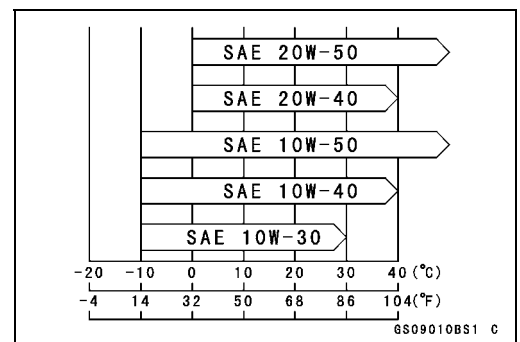 SAE 20W-50
SAE 20W-40
SAE 10W-50
SAE 10W-40
SAE 10W-30
-20 -10 0 10 20 30 40 (°C)
-4 14 32 50 68 86 104(°F)
GS09010BS1 C